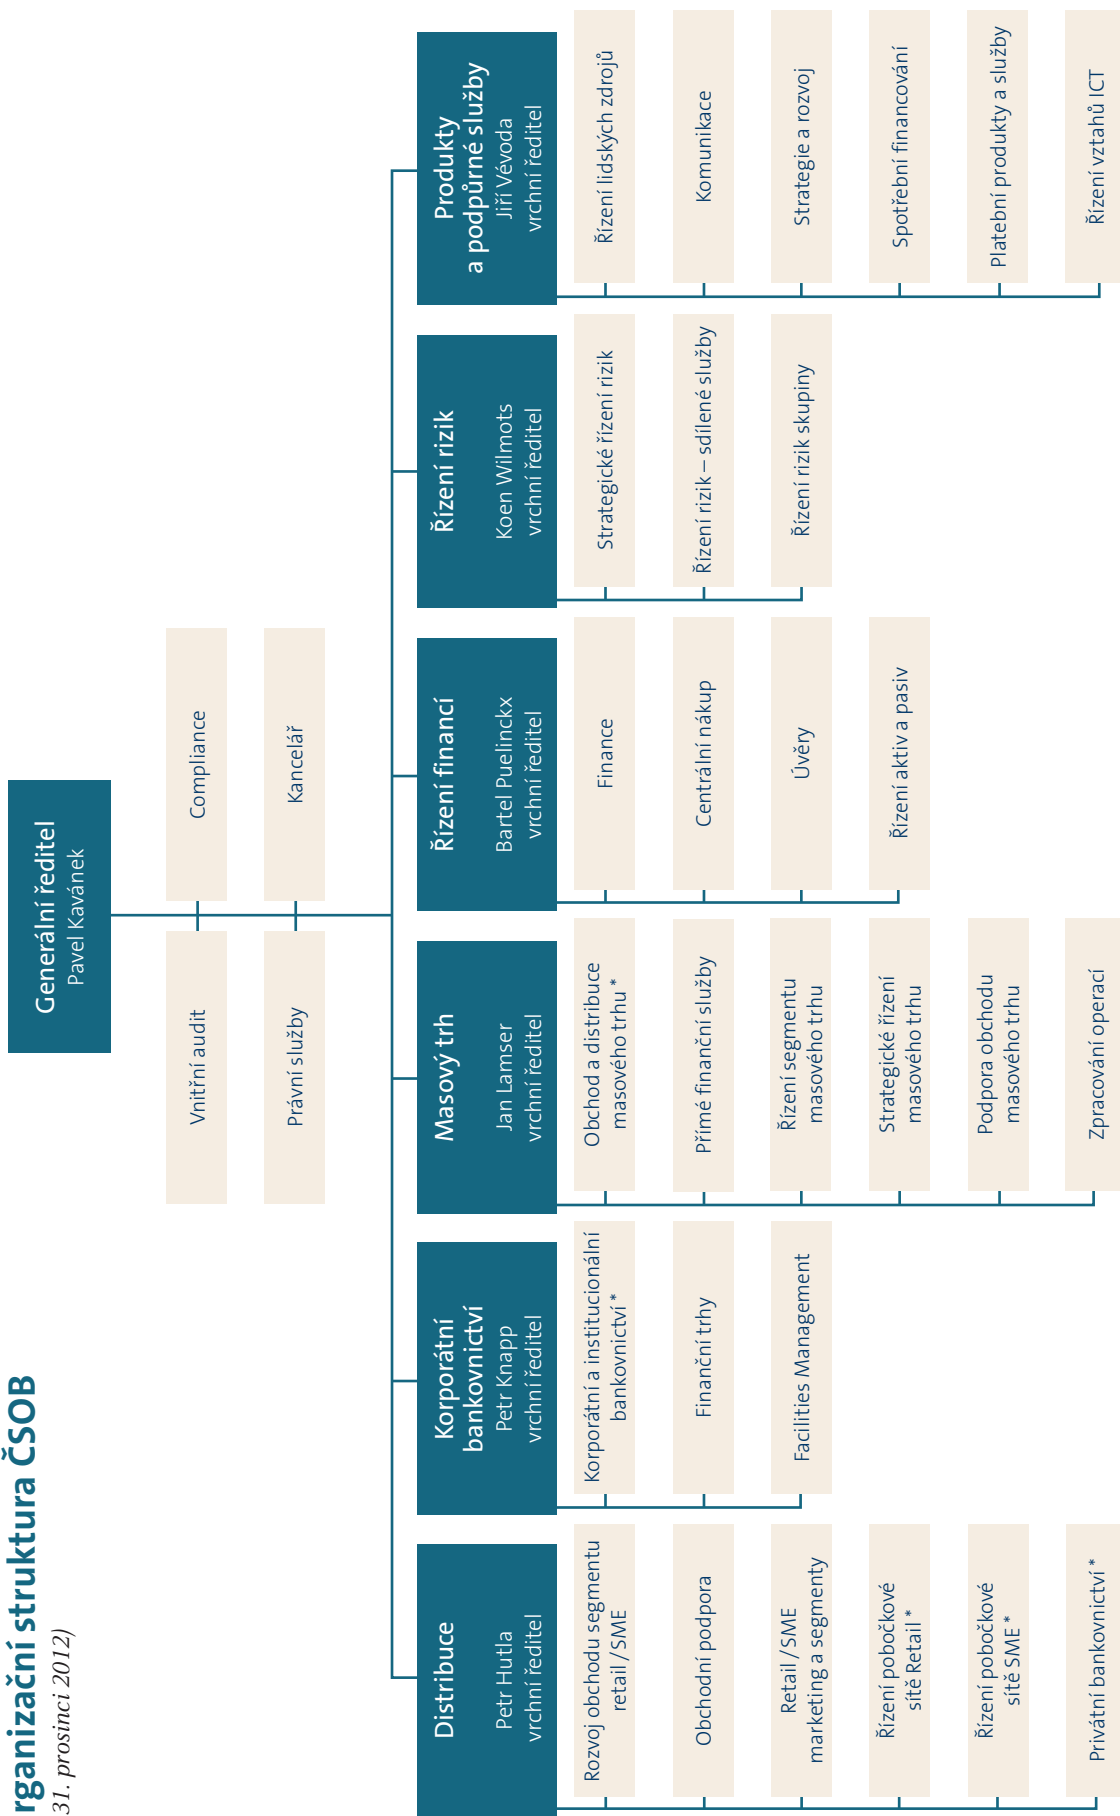 rganizační struktura ČSOB
31. prosinci 2012)
Generální ředitel
Pavel Kavánek
Vnitřní audit
Compliance
Právní služby
Kancelář
Distribuce
Petr Hutla
vrchní ředitel
Rozvoj obchodu segmentu
retail / SME
Obchodní podpora
Retail / SME
marketing a segmenty
Řízení pobočkové
sítě Retail *
Řízení pobočkové
sítě SME *
Privátní bankovnictví *
Korporátní
bankovnictví
Petr Knapp
vrchní ředitel
Korporátní a institucionální
bankovnictví *
Finanční trhy
Facilities Management
Masový trh
Jan Lamser
vrchní ředitel
Obchod a distribuce
masového trhu *
Přímé finanční služby
Řízení segmentu
masového trhu
Strategické řízení
masového trhu
Podpora obchodu
masového trhu
Zpracování operací
Řízení financí
Bartel Puelinckx
vrchní ředitel
Finance
Centrální nákup
Úvěry
Řízení aktiv a pasiv
Řízení rizik
Koen Wilmots
vrchní ředitel
Strategické řízení rizik
Řízení rizik – sdílené služby
Řízení rizik skupiny
Produkty
a podpůrné služby
Jiří Vévoda
vrchní ředitel
Řízení lidských zdrojů
Komunikace
Strategie a rozvoj
Spotřební financování
Platební produkty a služby
Řízení vztahů ICT